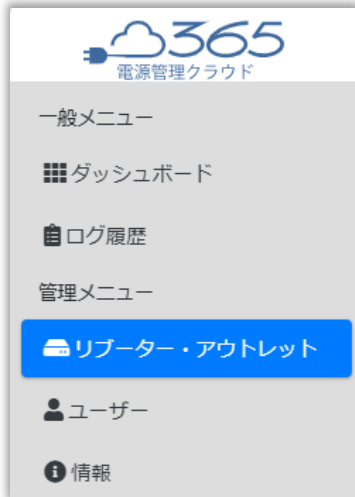 365
電源管理クラウド
一般メニュー
ダッシュボード
ログ履歴
管理メニュー
リブーター・アウトレット
ユーザー
情報